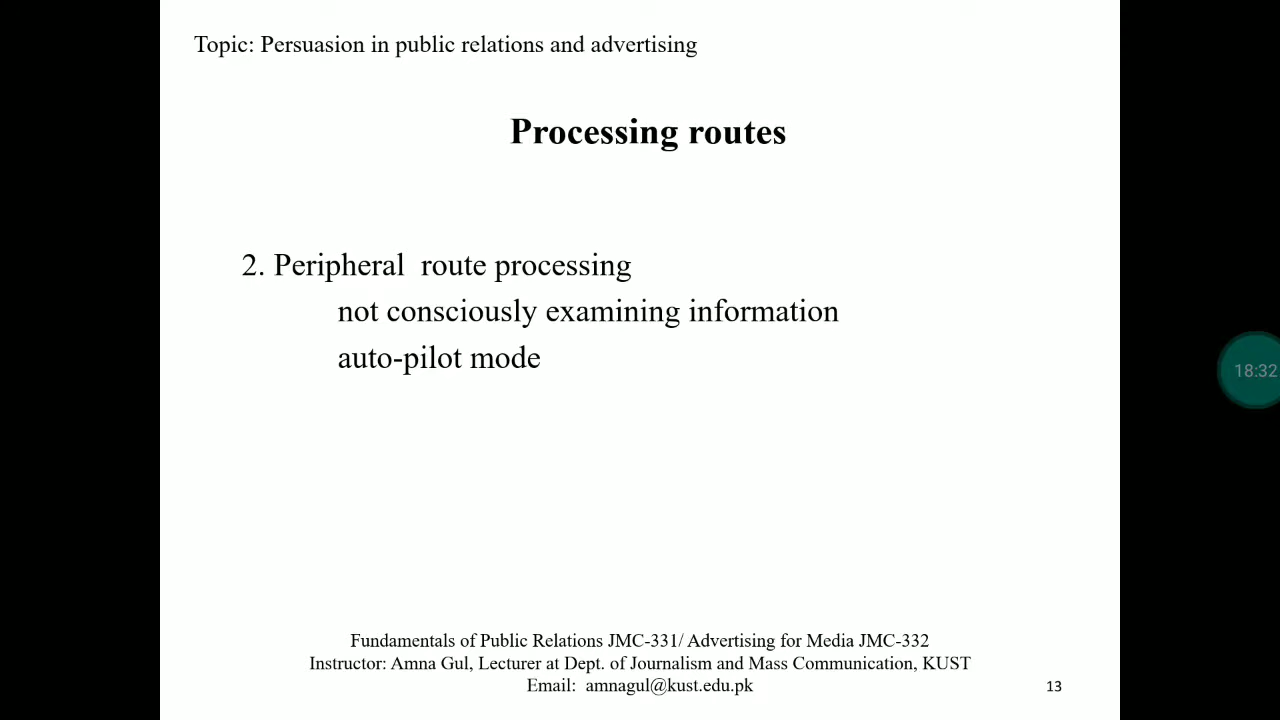 Topic: Persuasion in public relations and advertising
Processing routes
2. Peripheral route processing
not consciously examining information
auto-pilot mode
18:32
Fundamentals of Public Relations JMC-331/ Advertising for Media JMC-332
Instructor: Amna Gul, Lecturer at Dept. of Journalism and Mass Communication, KUST
Email: amnagul@kust.edu.pk
13